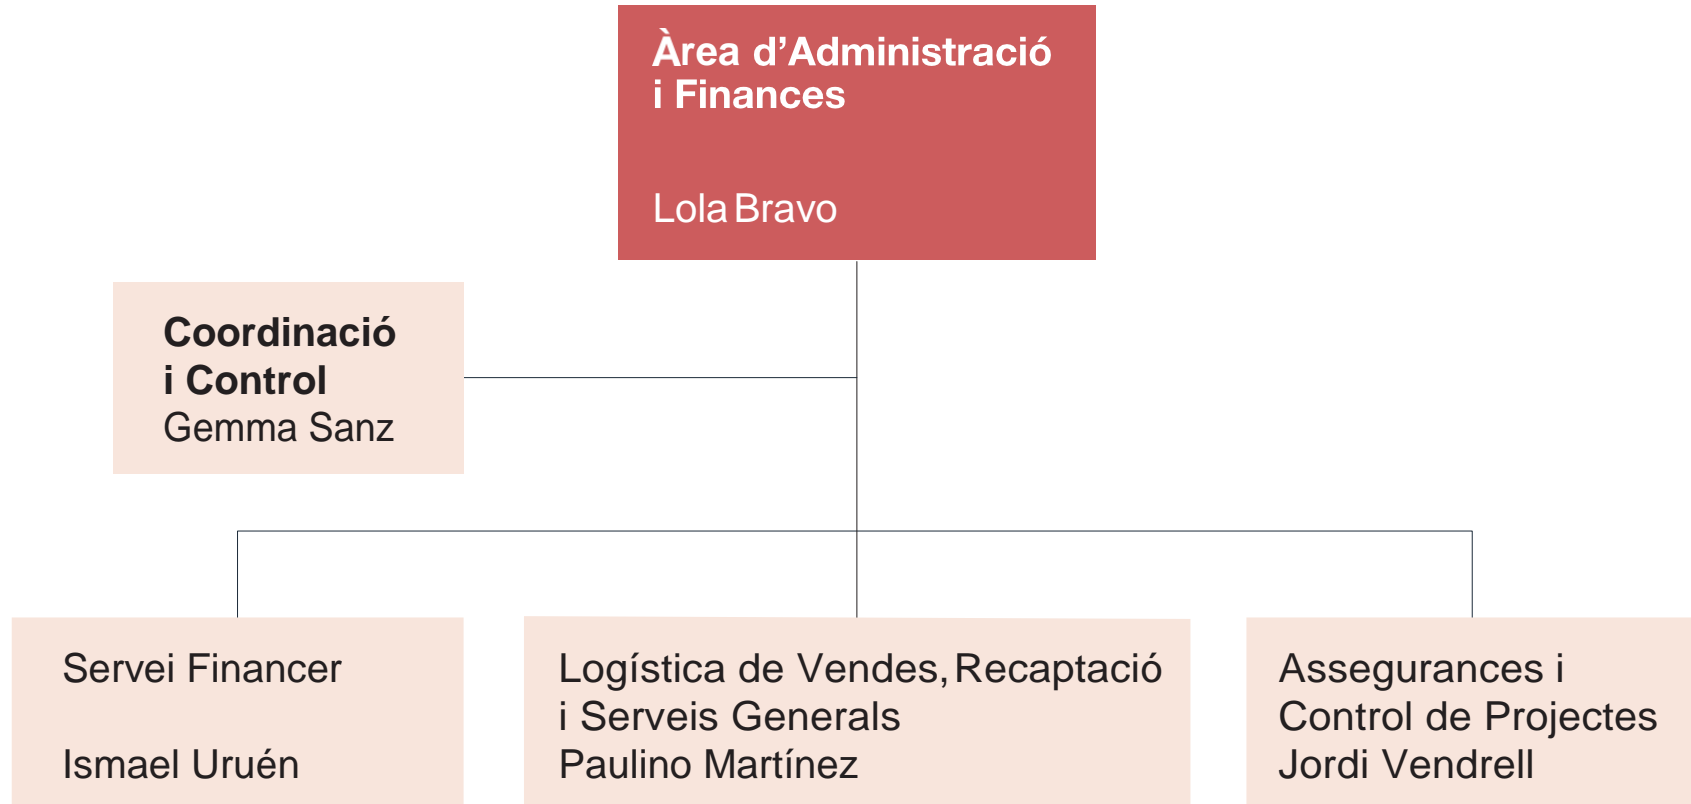 Àrea d’Administració
i Finances
Lola Bravo
Coordinació
i Control
Gemma Sanz
Servei Financer
Ismael Uruén
Logística de Vendes, Recaptació
i Serveis Generals
Paulino Martínez
Assegurances i
Control de Projectes
Jordi Vendrell